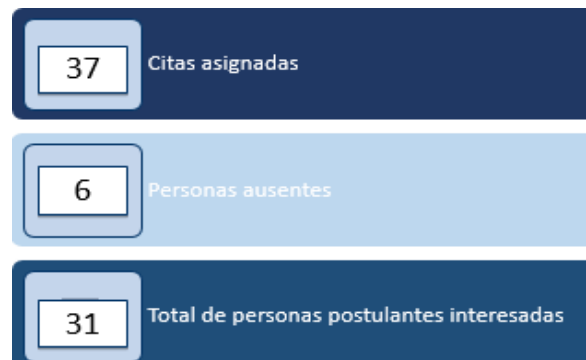 37
Citas asignadas
6
Personas ausentes
31
Total de personas postulantes interesadas